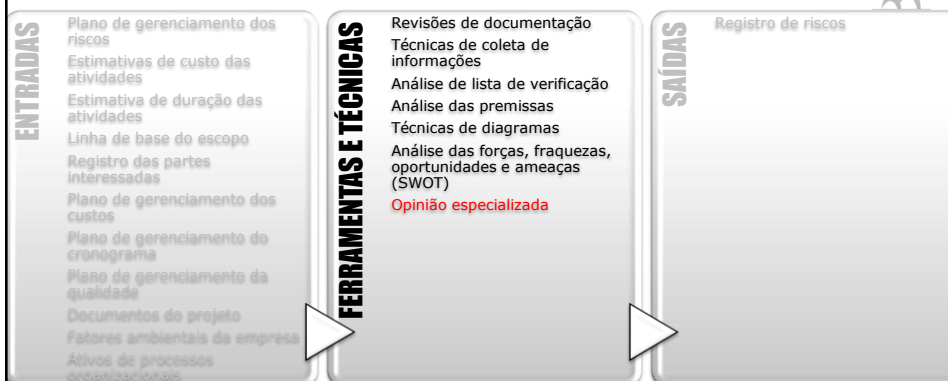 ENTRADAS
Plano de gerenciamento dos
riscos
Estimativas de custo das
atividades
Estimativa de duração das
atividades
Linha de base do escopo
Registro das partes
interessadas
Plano de gerenciamento dos
custos
Plano de gerenciamento do
cronograma
Plano de gerenciamento da
qualidade
Documentos do projeto
Fatores ambientais da empresa
Ativos de processos
organizacionais
FERRAMENTAS E TÉCNICAS
Revisões de documentação
Técnicas de coleta de
informações
Análise de lista de verificação
Análise das premissas
Técnicas de diagramas
Análise das forças, fraquezas,
oportunidades e ameaças
(SWOT)
Opinião especializada
SAÍDAS
Registro de riscos